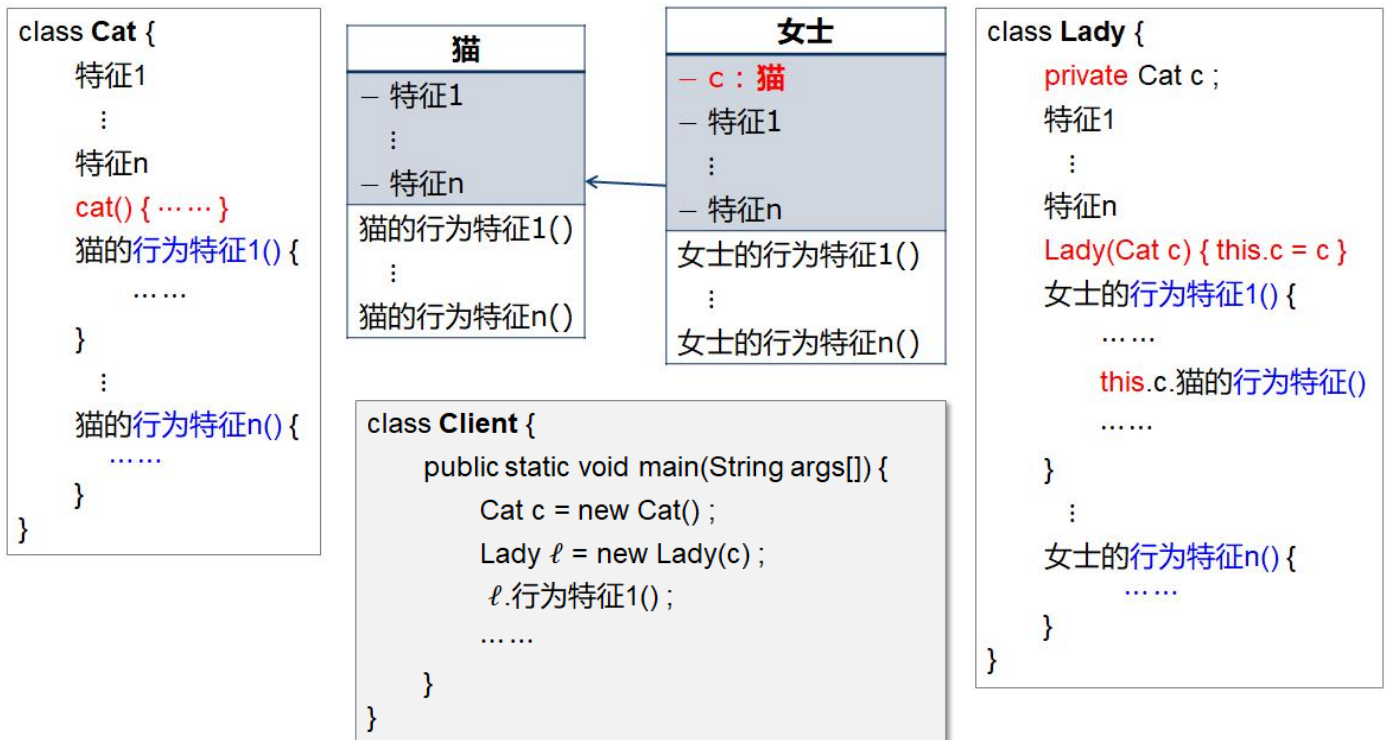 class Cat {
特征1
⋮
特征n
cat() { …… }
猫的行为特征1() {
……
}
⋮
猫的行为特征n() {
……
}
}
猫
– 特征1
⋮
– 特征n
猫的行为特征1()
⋮
猫的行为特征n()
女士
– c : 猫
– 特征1
⋮
– 特征n
女士的行为特征1()
⋮
女士的行为特征n()
class Client {
public static void main(String args[]) {
Cat c = new Cat() ;
Lady ℓ = new Lady(c) ;
ℓ.行为特征1() ;
……
}
}
class Lady {
private Cat c ;
特征1
⋮
特征n
Lady(Cat c) { this.c = c }
女士的行为特征1() {
……
this.c.猫的行为特征()
……
}
⋮
女士的行为特征n() {
……
}
}